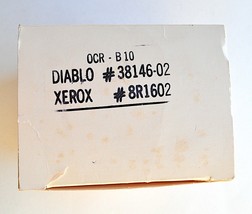 OCR - B 10
DIABLO # 38146-02
XEROX # 8R1602